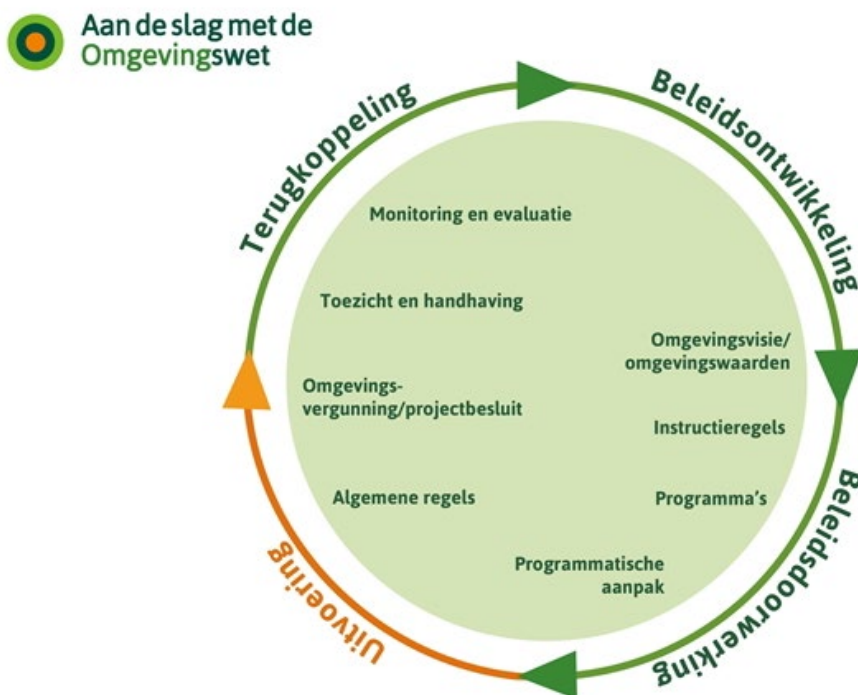 Aan de slag met de
Omgevingswet
Terugkoppeling
Beleidsontwikkeling
Monitoring en evaluatie
Toezicht en handhaving
Omgevingsvisie/
omgevingswaarden
Omgevings-
vergunning/projectbesluit
Instructieregels
Algemene regels
Programma's
Programmatische
aanpak
Uitvoering
Beleidsdoorwerking